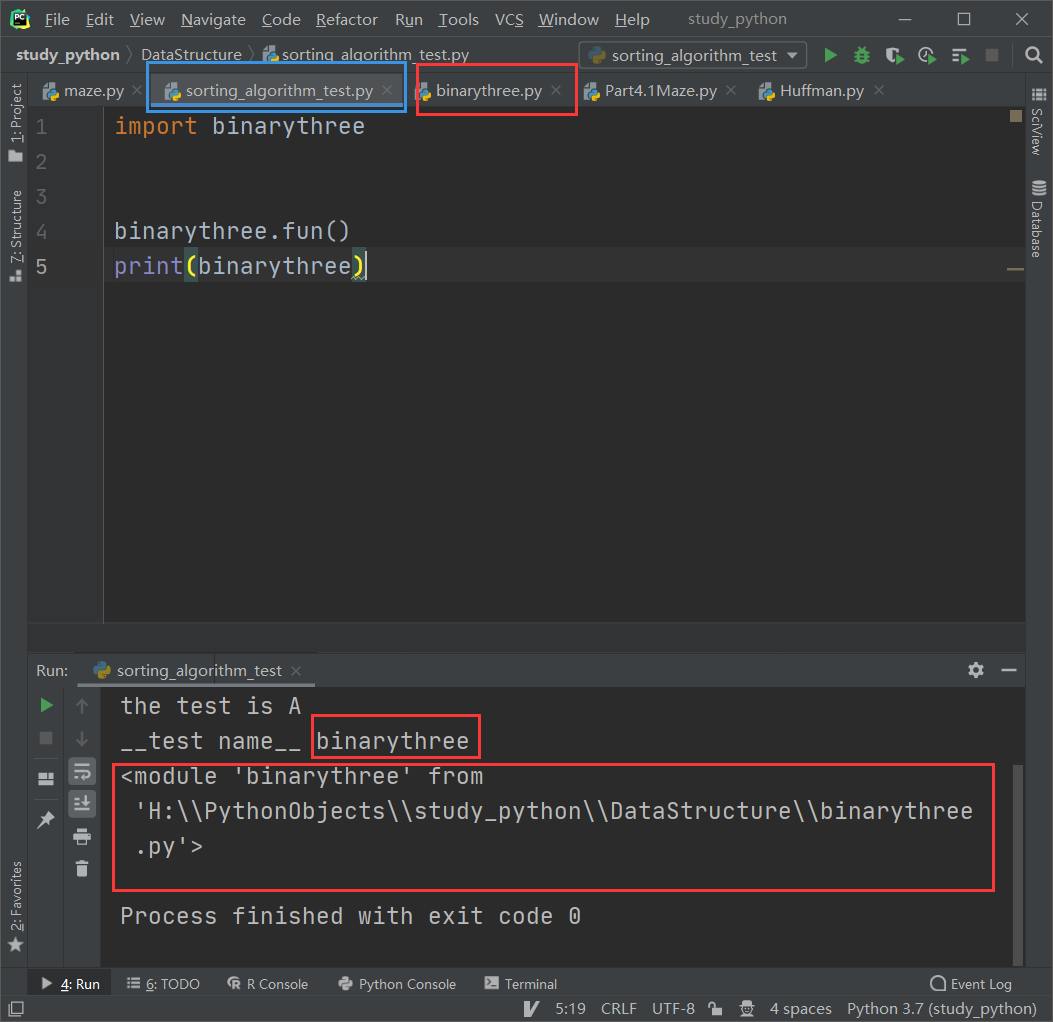 File Edit View Navigate Code Refactor Run Tools VCS Window Help study_python
study_python DataStructure sorting_algorithm_test.py sorting_algorithm_test
maze.py sorting_algorithm_test.py binarythree.py Part4.1Maze.py Huffman.py
1: Project
Z: Structure
2: Favorites
SciView
Database
1 import binarythree
2
3
4 binarythree.fun()
5 print(binarythree)
Run: sorting_algorithm_test
the test is A
__test name__ binarythree
<module 'binarythree' from
'H:\\PythonObjects\\study_python\\DataStructure\\binarythree
.py'>
Process finished with exit code 0
4: Run 6: TODO R Console Python Console Terminal Event Log
5:19 CRLF UTF-8 4 spaces Python 3.7 (study_python)